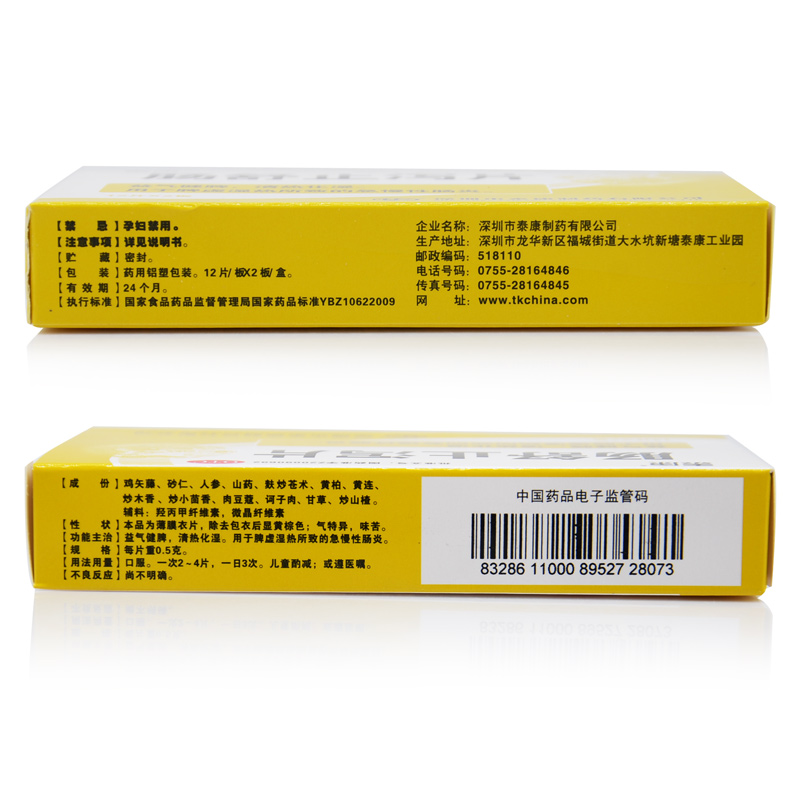 【禁 忌】孕妇禁用。
【注意事项】详见说明书。
【贮 藏】密封。
【包 装】药用铝塑包装。12片/板X2板/盒。
【有 效 期】24个月。
【执行标准】国家食品药品监督管理局国家药品标准YBZ10622009
企业名称：深圳市泰康制药有限公司
生产地址：深圳市龙华新区福城街道大水坑新塘泰康工业园
邮政编码：518110
电话号码：0755-28164846
传真号码：0755-28164845
网 址：www.tkchina.com
肠舒止泻片
【成 份】鸡矢藤、砂仁、人参、山药、麸炒苍术、黄柏、黄连、
炒木香、炒小茴香、肉豆蔻、诃子肉、甘草、炒山楂。
辅料：羟丙甲纤维素，微晶纤维素
【性 状】本品为薄膜衣片，除去包衣后显黄棕色；气特异，味苦。
【功能主治】益气健脾，清热化湿。用于脾虚湿热所致的急慢性肠炎。
【规 格】每片重0.5克。
【用法用量】口服。一次2～4片，一日3次。儿童酌减；或遵医嘱。
【不良反应】尚不明确。
中国药品电子监管码
83286 11000 89527 28073